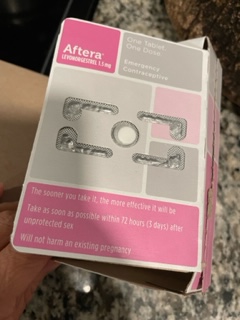 Aftera®
LEVONORGESTREL 1.5 mg
One Tablet.
One Dose.
Emergency
Contraceptive
The sooner you take it, the more effective it will be
Take as soon as possible within 72 hours (3 days) after
unprotected sex
Will not harm an existing pregnancy